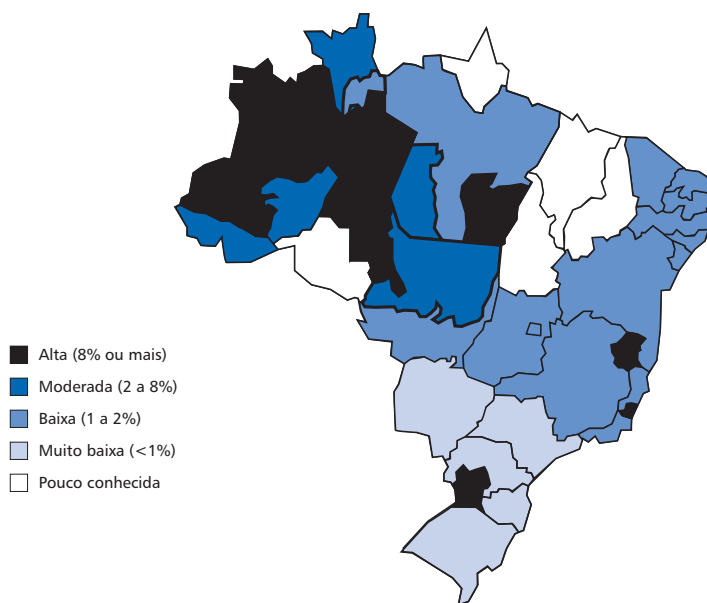 Alta (8% ou mais)
Moderada (2 a 8%)
Baixa (1 a 2%)
Muito baixa (<1%)
Pouco conhecida